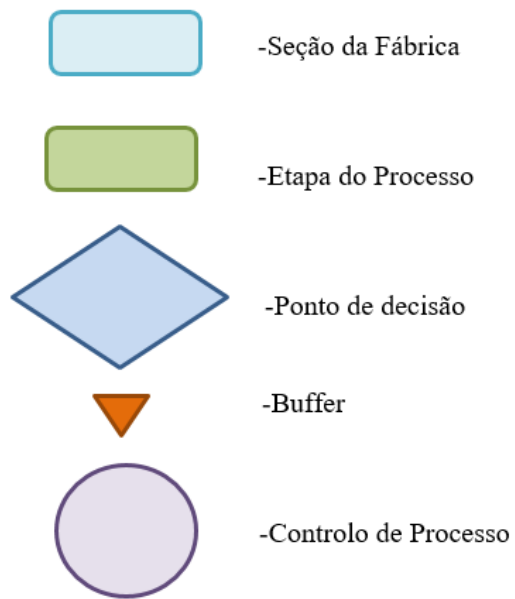 -Seção da Fábrica
-Etapa do Processo
-Ponto de decisão
-Buffer
-Controlo de Processo